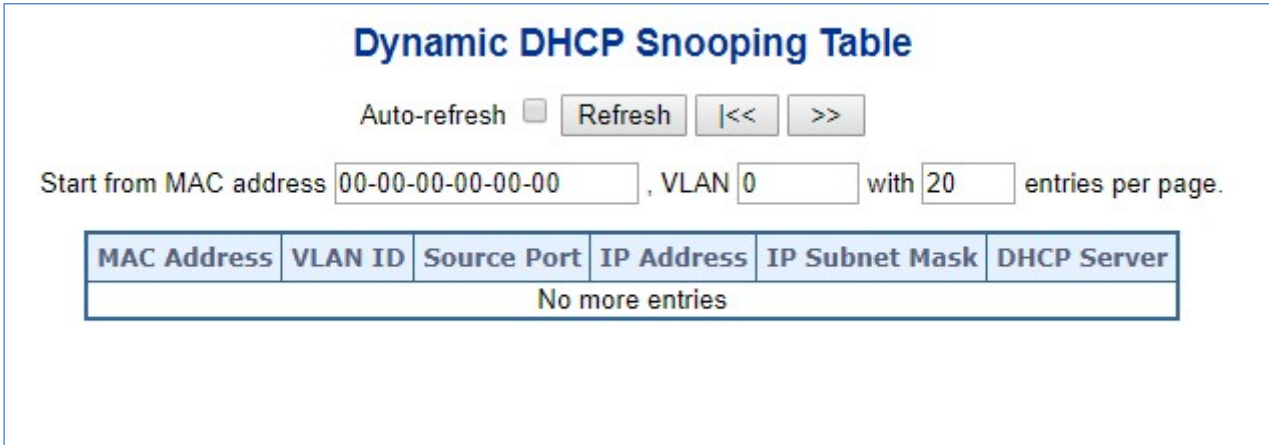 Dynamic DHCP Snooping Table
Auto-refresh Refresh |<< >>
Start from MAC address 00-00-00-00-00-00 , VLAN 0 with 20 entries per page.
MAC Address VLAN ID Source Port IP Address IP Subnet Mask DHCP Server
No more entries